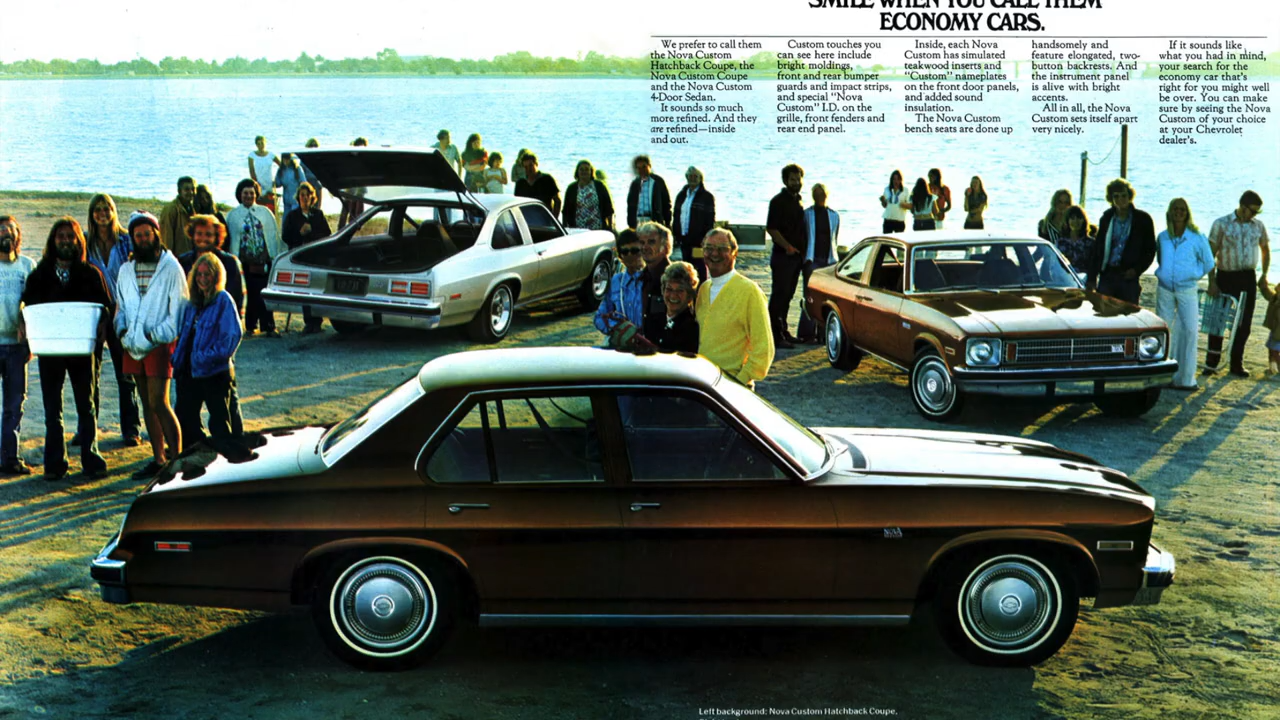 SMILE WHEN YOU CALL THEM
ECONOMY CARS.
We prefer to call them
the Nova Custom
Hatchback Coupe, the
Nova Custom Coupe
and the Nova Custom
4-Door Sedan.
It sounds so much
more refined. And they
are refined—inside
and out.
Custom touches you
can see here include
bright moldings,
front and rear bumper
guards and impact strips,
and special "Nova
Custom" I.D. on the
grille, front fenders and
rear end panel.
Inside, each Nova
Custom has simulated
teakwood inserts and
"Custom" nameplates
on the front door panels,
and added sound
insulation.
The Nova Custom
bench seats are done up
handsomely and
feature elongated, two-
button backrests. And
the instrument panel
is alive with bright
accents.
All in all, the Nova
Custom sets itself apart
very nicely.
If it sounds like
what you had in mind,
your search for the
economy car that's
right for you might well
be over. You can make
sure by seeing the Nova
Custom of your choice
at your Chevrolet
dealer's.
NOVA
Left background: Nova Custom Hatchback Coupe,